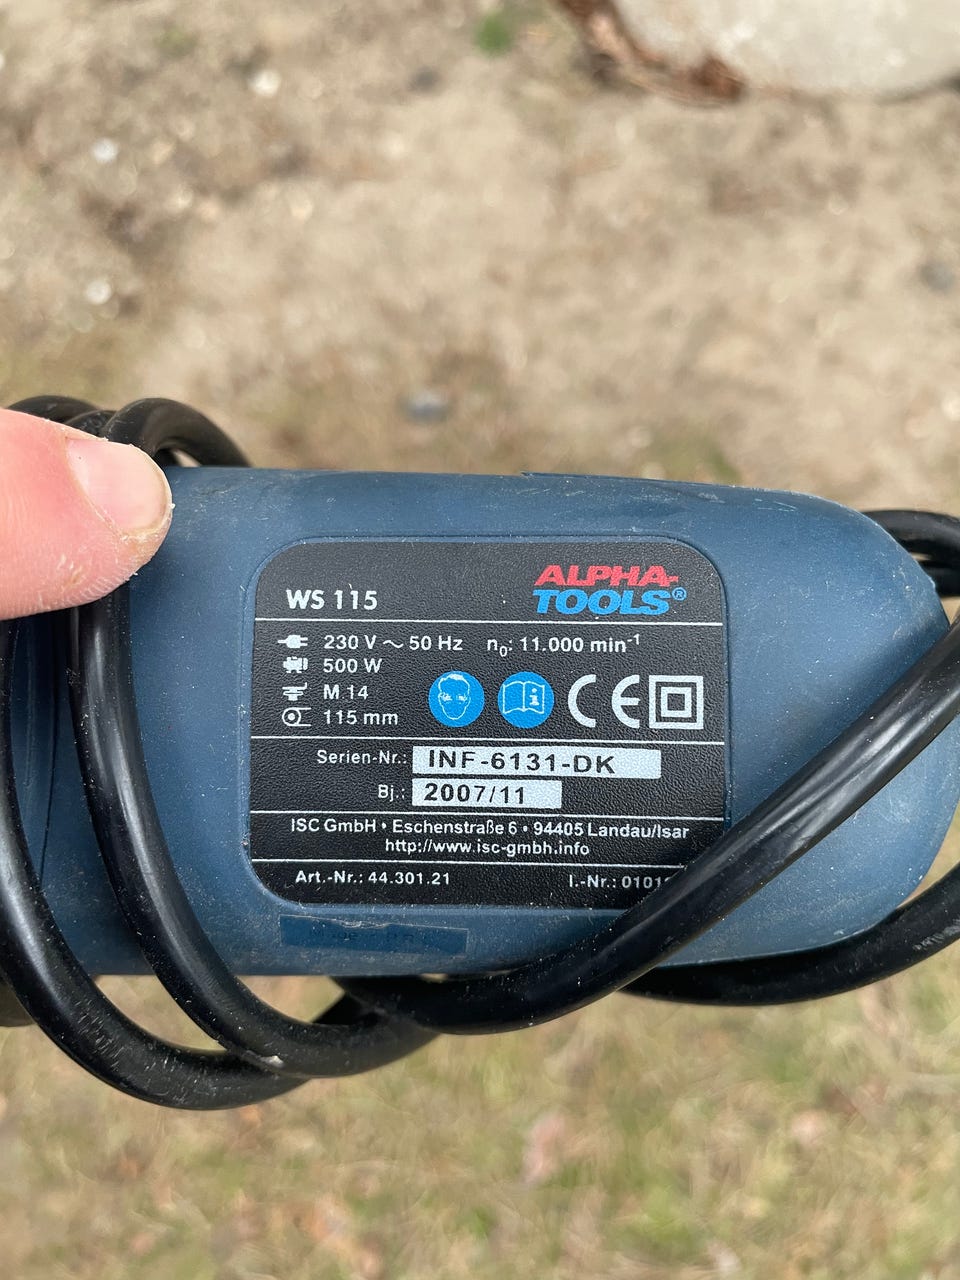 WS 115
ALPHA-
TOOLS®
230 V ~ 50 Hz n₀: 11.000 min⁻¹
500 W
M 14
115 mm
CE
Serien-Nr.: INF-6131-DK
Bj.: 2007/11
ISC GmbH • Eschenstraße 6 • 94405 Landau/Isar
http://www.isc-gmbh.info
Art.-Nr.: 44.301.21 I.-Nr.: